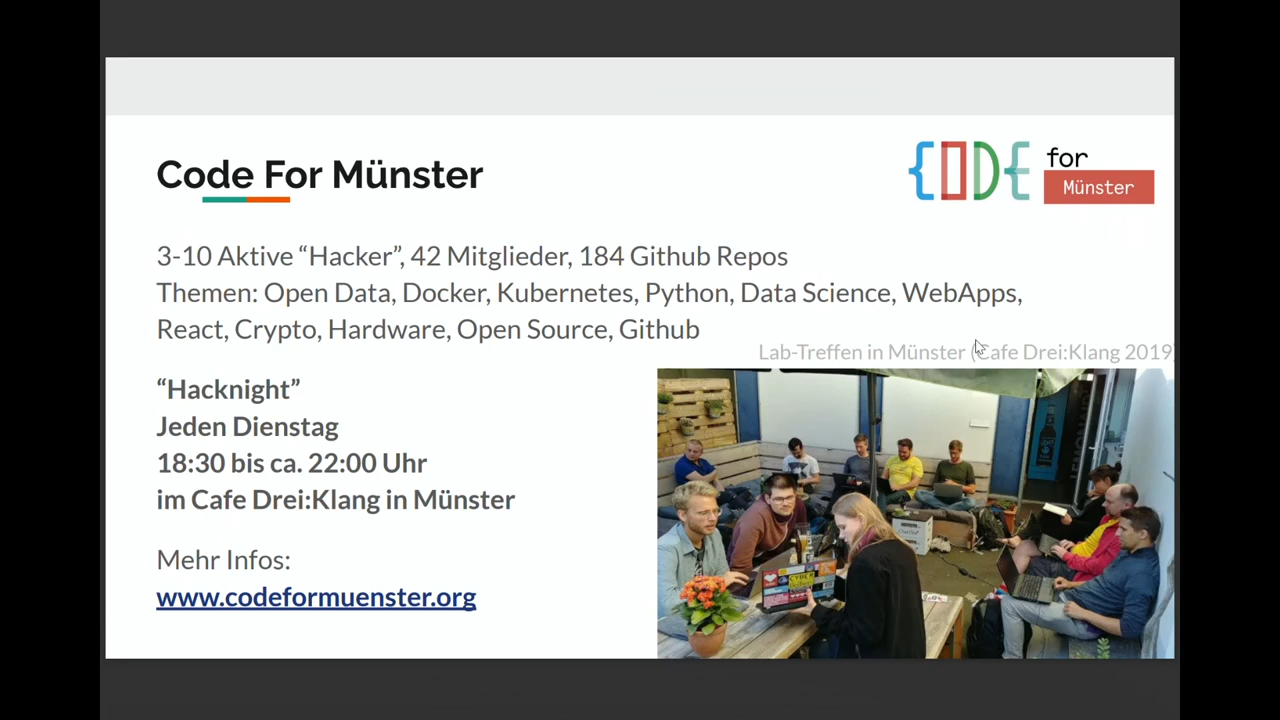 Code For Münster
{CODE for
Münster
3-10 Aktive “Hacker”, 42 Mitglieder, 184 Github Repos
Themen: Open Data, Docker, Kubernetes, Python, Data Science, WebApps,
React, Crypto, Hardware, Open Source, Github
Lab-Treffen in Münster (Cafe Drei:Klang 2019)
“Hacknight”
Jeden Dienstag
18:30 bis ca. 22:00 Uhr
im Cafe Drei:Klang in Münster
Mehr Infos:
www.codeformuenster.org
CYBER